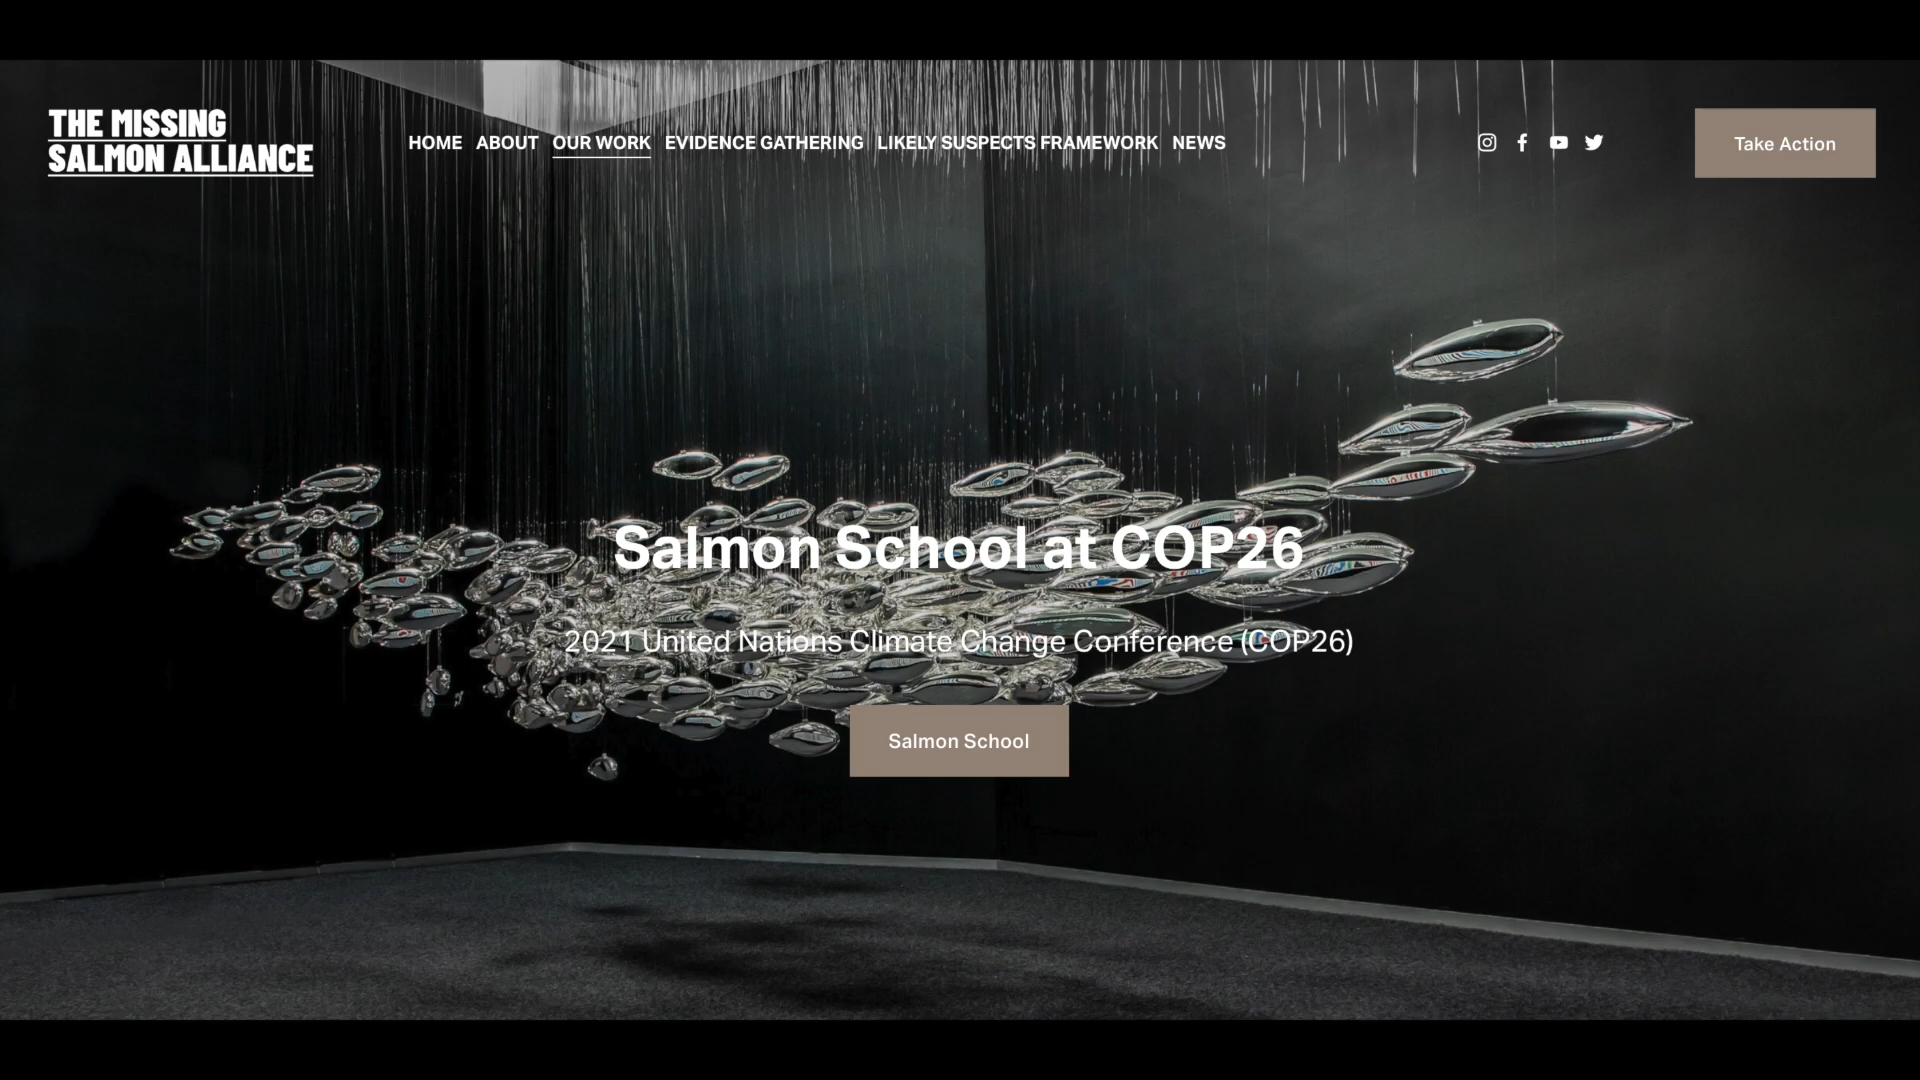 THE MISSING
SALMON ALLIANCE
HOME ABOUT OUR WORK EVIDENCE GATHERING LIKELY SUSPECTS FRAMEWORK NEWS
Take Action
Salmon School at COP26
2021 United Nations Climate Change Conference (COP26)
Salmon School